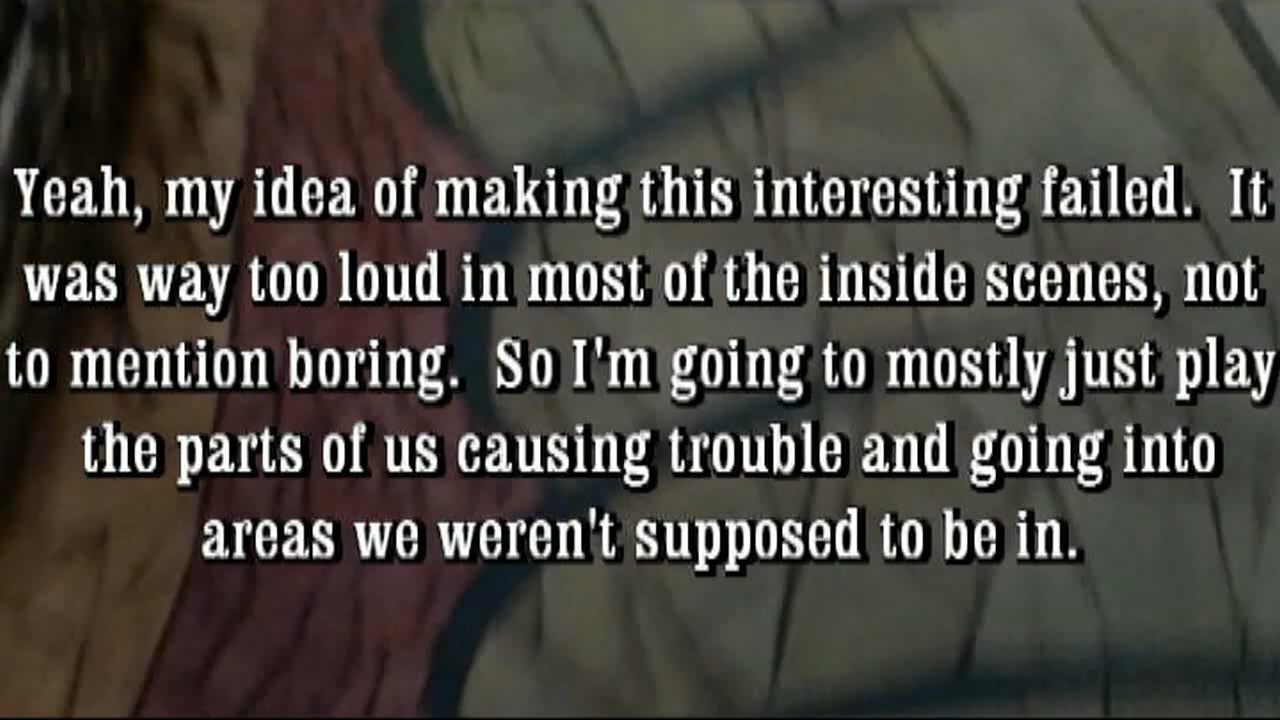 Yeah, my idea of making this interesting failed.  It
was way too loud in most of the inside scenes, not
to mention boring.  So I'm going to mostly just play
the parts of us causing trouble and going into
areas we weren't supposed to be in.